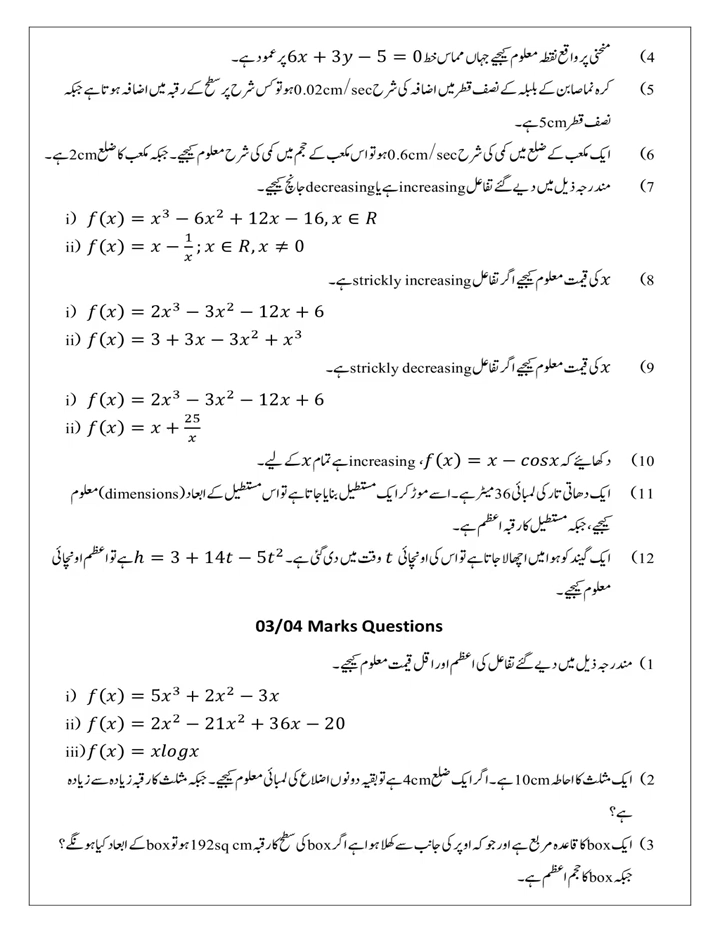 4) منحنی پر واقع نقطہ معلوم کیجیے جہاں مماس خط 6x + 3y − 5 = 0 پر عمود ہے۔
5) کرہ نما صابن کے بلبلہ کے نصف قطر میں اضافہ کی شرح 0.02cm/sec ہو تو کس شرح پر سطح کے رقبہ میں اضافہ ہوتا ہے جبکہ
نصف قطر 5cm ہے۔
6) ایک مکعب کے ضلع میں کمی کی شرح 0.6cm/sec ہو تو اس مکعب کے حجم میں کمی کی شرح معلوم کیجیے۔ جبکہ مکعب کا ضلع 2cm ہے۔
7) مندرجہ ذیل میں دیے گئے تفاعل increasing ہے یا decreasing جانچ کیجیے۔
i) f(x) = x³ − 6x² + 12x − 16, x ∈ R
ii) f(x) = x − 1/x ; x ∈ R, x ≠ 0
8) x کی قیمت معلوم کیجیے اگر تفاعل strickly increasing ہے۔
i) f(x) = 2x³ − 3x² − 12x + 6
ii) f(x) = 3 + 3x − 3x² + x³
9) x کی قیمت معلوم کیجیے اگر تفاعل strickly decreasing ہے۔
i) f(x) = 2x³ − 3x² − 12x + 6
ii) f(x) = x + 25/x
10) دکھایئے کہ f(x) = x − cosx، increasing ہے تمام x کے لیے۔
11) ایک دھاتی تار کی لمبائی 36 میٹر ہے۔ اسے موڑ کر ایک مستطیل بنایا جاتا ہے تو اس مستطیل کے ابعاد (dimensions) معلوم
کیجیے، جبکہ مستطیل کا رقبہ اعظم ہے۔
12) ایک گیند کو ہوا میں اچھالا جاتا ہے تو اس کی اونچائی t وقت میں دی گئی ہے۔ h = 3 + 14t − 5t² ہے تو اعظم اونچائی
معلوم کیجیے۔
03/04 Marks Questions
1) مندرجہ ذیل میں دیے گئے تفاعل کی اعظم اور اقل قیمت معلوم کیجیے۔
i) f(x) = 5x³ + 2x² − 3x
ii) f(x) = 2x² − 21x² + 36x − 20
iii) f(x) = xlogx
2) ایک مثلث کا احاطہ 10cm ہے۔ اگر ایک ضلع 4cm ہے تو بقیہ دونوں اضلاع کی لمبائی معلوم کیجیے۔ جبکہ مثلث کا رقبہ زیادہ سے زیادہ
ہے؟
3) ایک box کا قاعدہ مربع ہے اور جو کہ اوپر کی جانب سے کھلا ہوا ہے اگر box کی سطح کا رقبہ 192sq cm ہو تو box کے ابعاد کیا ہونگے؟
جبکہ box کا حجم اعظم ہے۔